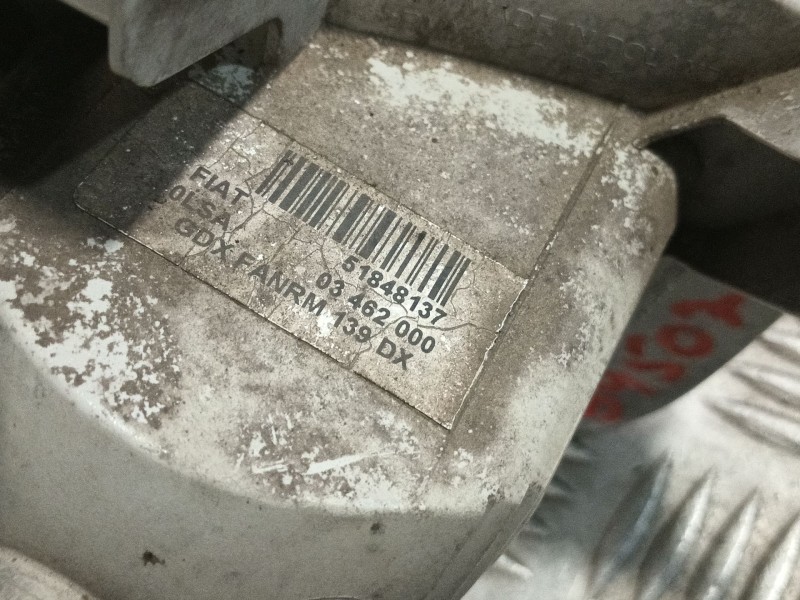 FIAT 51848137
0LSA 03 462 000
GDX FANRM 139 DX